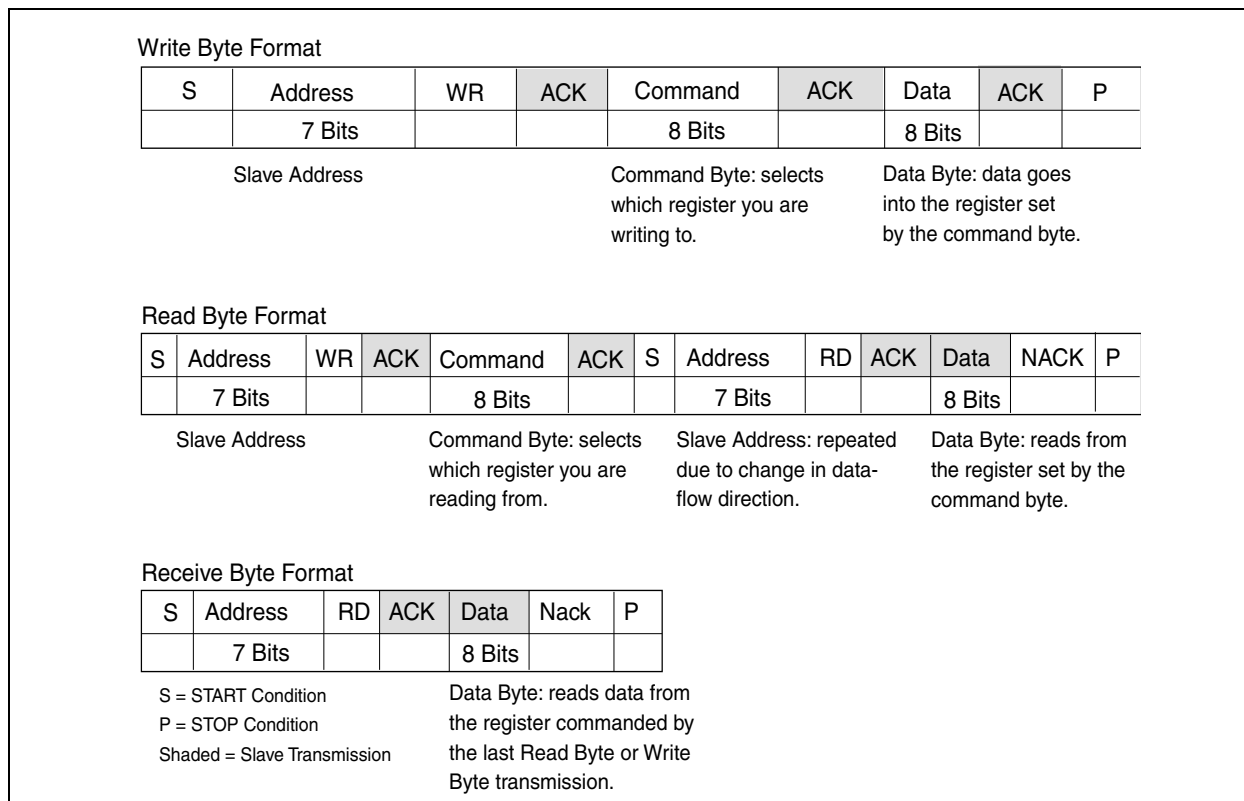 Write Byte Format
S Address WR ACK Command ACK Data ACK P
7 Bits 8 Bits 8 Bits
Slave Address
Command Byte: selects
which register you are
writing to.
Data Byte: data goes
into the register set
by the command byte.
Read Byte Format
S Address WR ACK Command ACK S Address RD ACK Data NACK P
7 Bits 8 Bits 7 Bits 8 Bits
Slave Address
Command Byte: selects
which register you are
reading from.
Slave Address: repeated
due to change in data-
flow direction.
Data Byte: reads from
the register set by the
command byte.
Receive Byte Format
S Address RD ACK Data Nack P
7 Bits 8 Bits
S = START Condition
P = STOP Condition
Shaded = Slave Transmission
Data Byte: reads data from
the register commanded by
the last Read Byte or Write
Byte transmission.